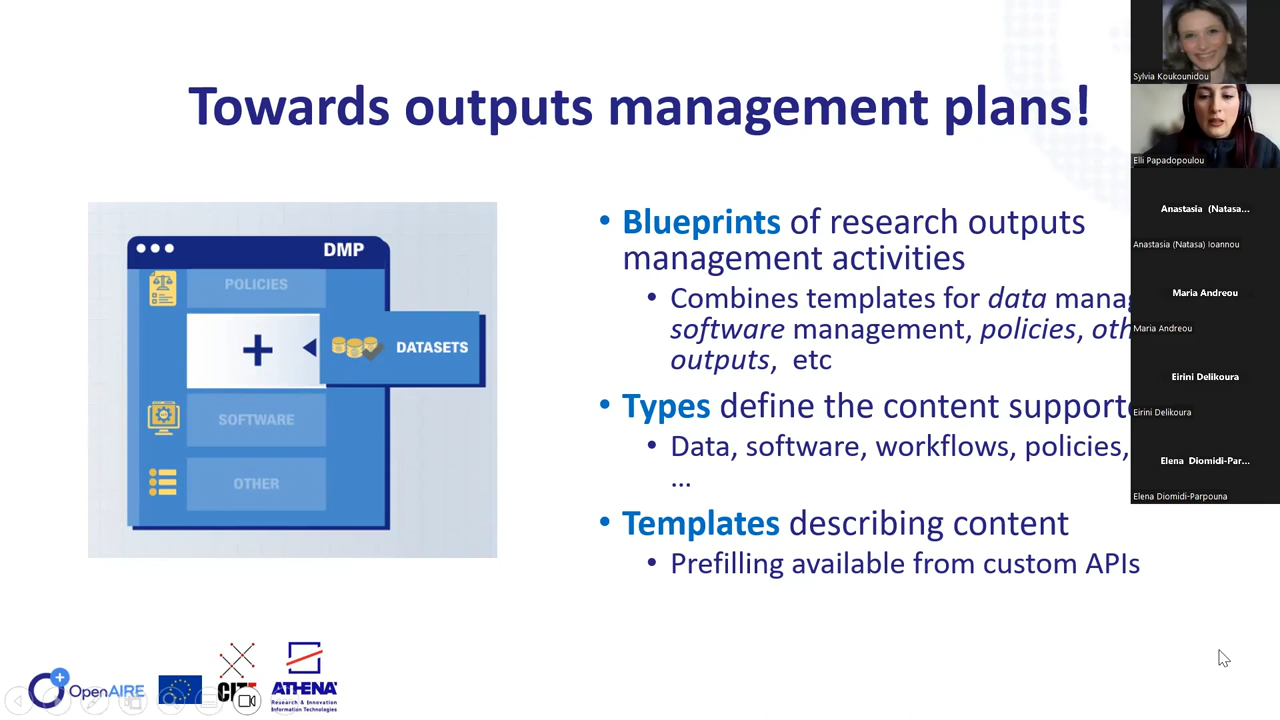 Towards outputs management plans!
DMP
POLICIES
+
DATASETS
SOFTWARE
OTHER
• Blueprints of research outputs
management activities
• Combines templates for data
software management, policies,
outputs, etc
• Types define the content
• Data, software, workflows, policies,
...
• Templates describing content
• Prefilling available from custom APIs
Sylvia Koukounidou
Elli Papadopoulou
Anastasia (Natasa...
Anastasia (Natasa) Ioannou
Maria Andreou
Maria Andreou
Eirini Delikoura
Eirini Delikoura
Elena Diomidi-Par...
Elena Diomidi-Parpouna
OpenAIRE
ATHENA
Research & Innovation
Information Technologies